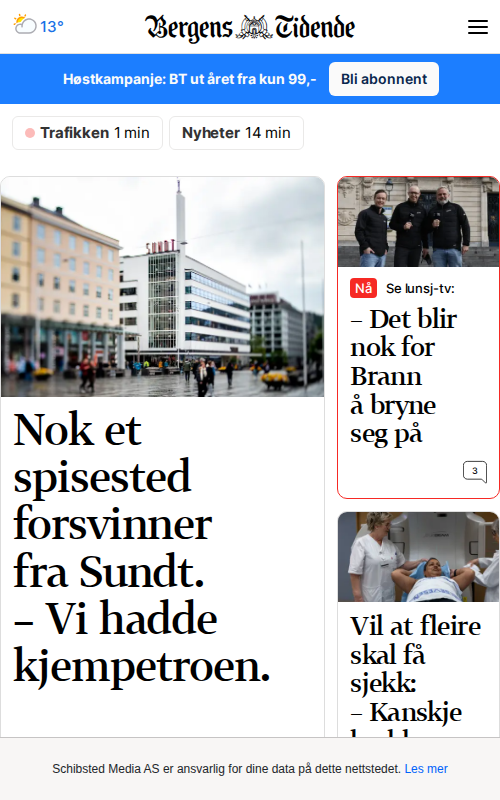 13°
Bergens Tidende
Høstkampanje: BT ut året fra kun 99,-
Bli abonnent
Trafikken 1 min
Nyheter 14 min
SUNDT
Nok et
spisested
forsvinner
fra Sundt.
– Vi hadde
kjempetroen.
Nå Se lunsj-tv:
– Det blir
nok for
Brann
å bryne
seg på
3
Vil at fleire
skal få
sjekk:
– Kanskje
Schibsted Media AS er ansvarlig for dine data på dette nettstedet. Les mer